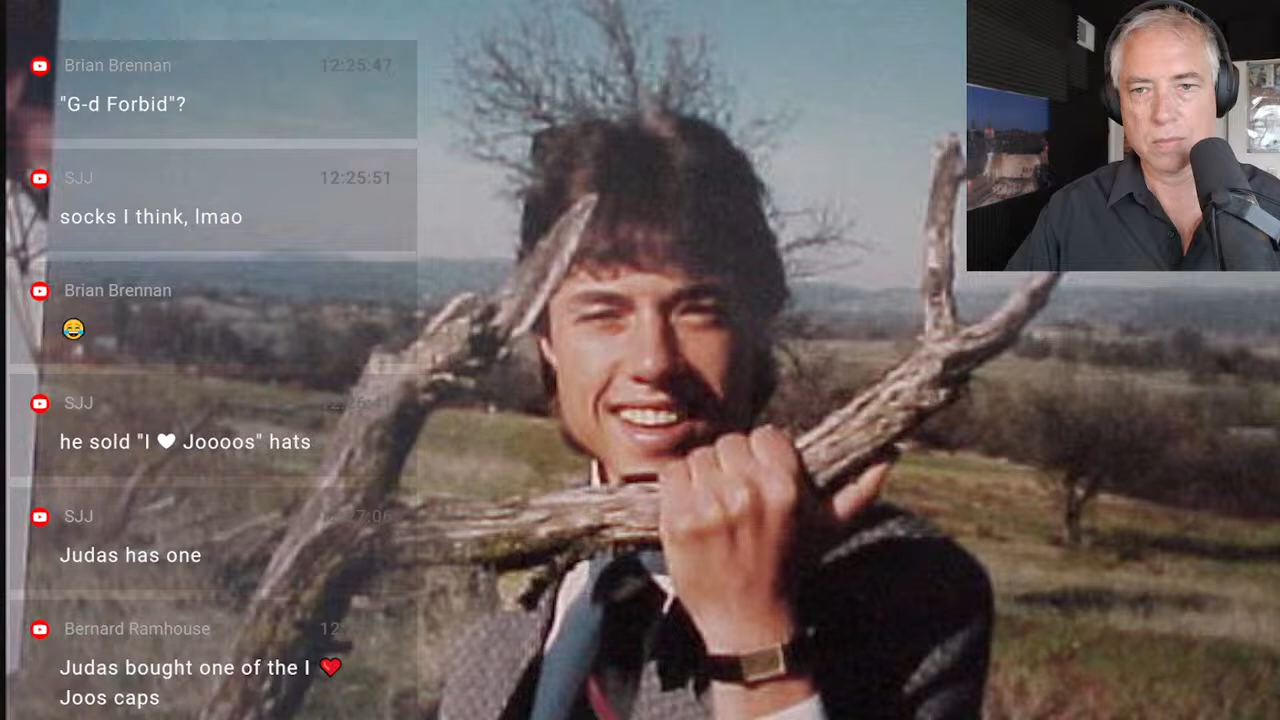 Brian Brennan 12:25:47
"G-d Forbid"?
SJJ 12:25:51
socks I think, lmao
Brian Brennan
😂
SJJ
he sold "I 🤍 Joooos" hats
SJJ
Judas has one
Bernard Ramhouse
Judas bought one of the I ❤️
Joos caps